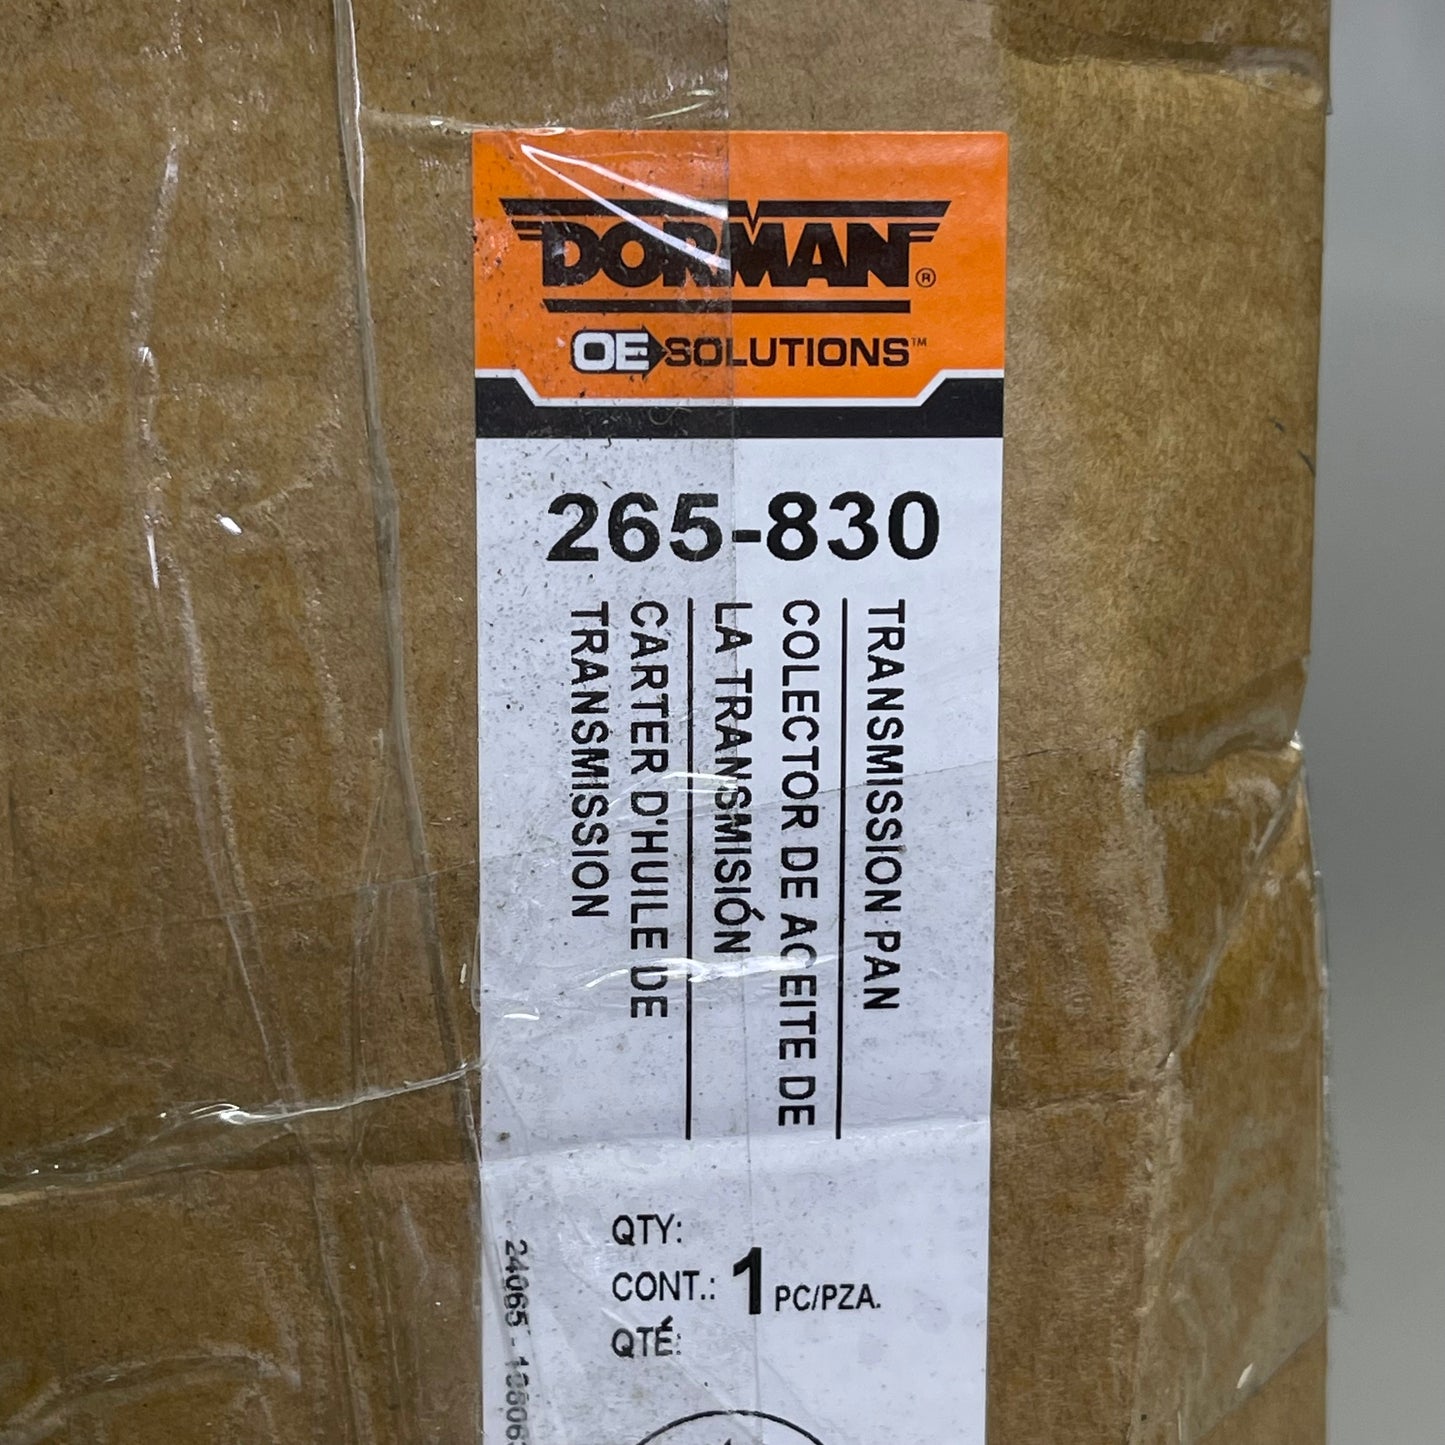 DORMAN®
OE SOLUTIONS™
265-830
TRANSMISSION PAN
COLECTOR DE ACEITE DE
LA TRANSMISIÓN
CARTER D'HUILE DE
TRANSMISSION
QTY:
CONT.: 1 PC/PZA.
QTÉ: